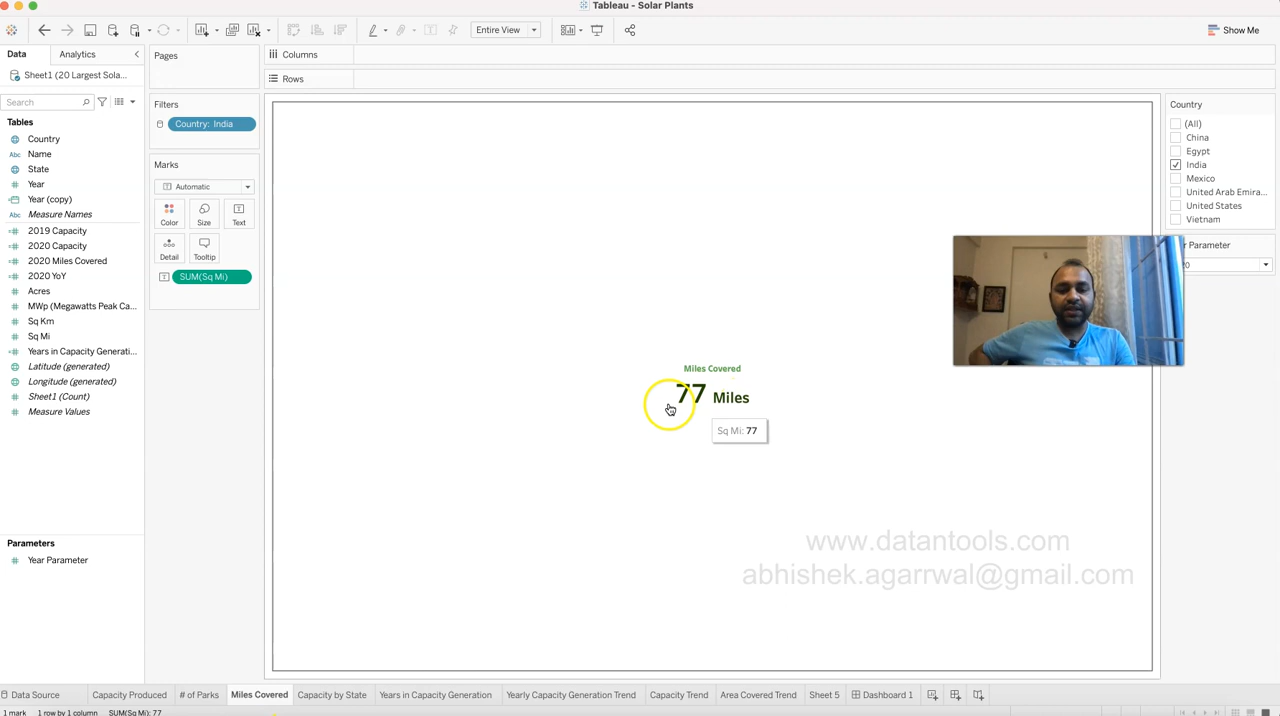 Tableau - Solar Plants
Entire View
Show Me
Data
Analytics
Sheet1 (20 Largest Sola...
Search
Tables
Country
Abc Name
State
# Year
Year (copy)
Abc Measure Names
2019 Capacity
2020 Capacity
2020 Miles Covered
2020 YoY
# Acres
# MWp (Megawatts Peak Ca...
# Sq Km
# Sq Mi
Years in Capacity Generati...
Latitude (generated)
Longitude (generated)
# Sheet1 (Count)
# Measure Values
Parameters
# Year Parameter
Pages
Filters
Country: India
Marks
Automatic
Color
Size
Text
Detail
Tooltip
SUM(Sq Mi)
Columns
Rows
Miles Covered
77 Miles
Sq Mi: 77
Country
(All)
China
Egypt
India
Mexico
United Arab Emira...
United States
Vietnam
Parameter
www.datantools.com
abhishek.agarrwal@gmail.com
Data Source
Capacity Produced
# of Parks
Miles Covered
Capacity by State
Years in Capacity Generation
Yearly Capacity Generation Trend
Capacity Trend
Area Covered Trend
Sheet 5
Dashboard 1
1 mark 1 row by 1 column SUM(Sq Mi): 77